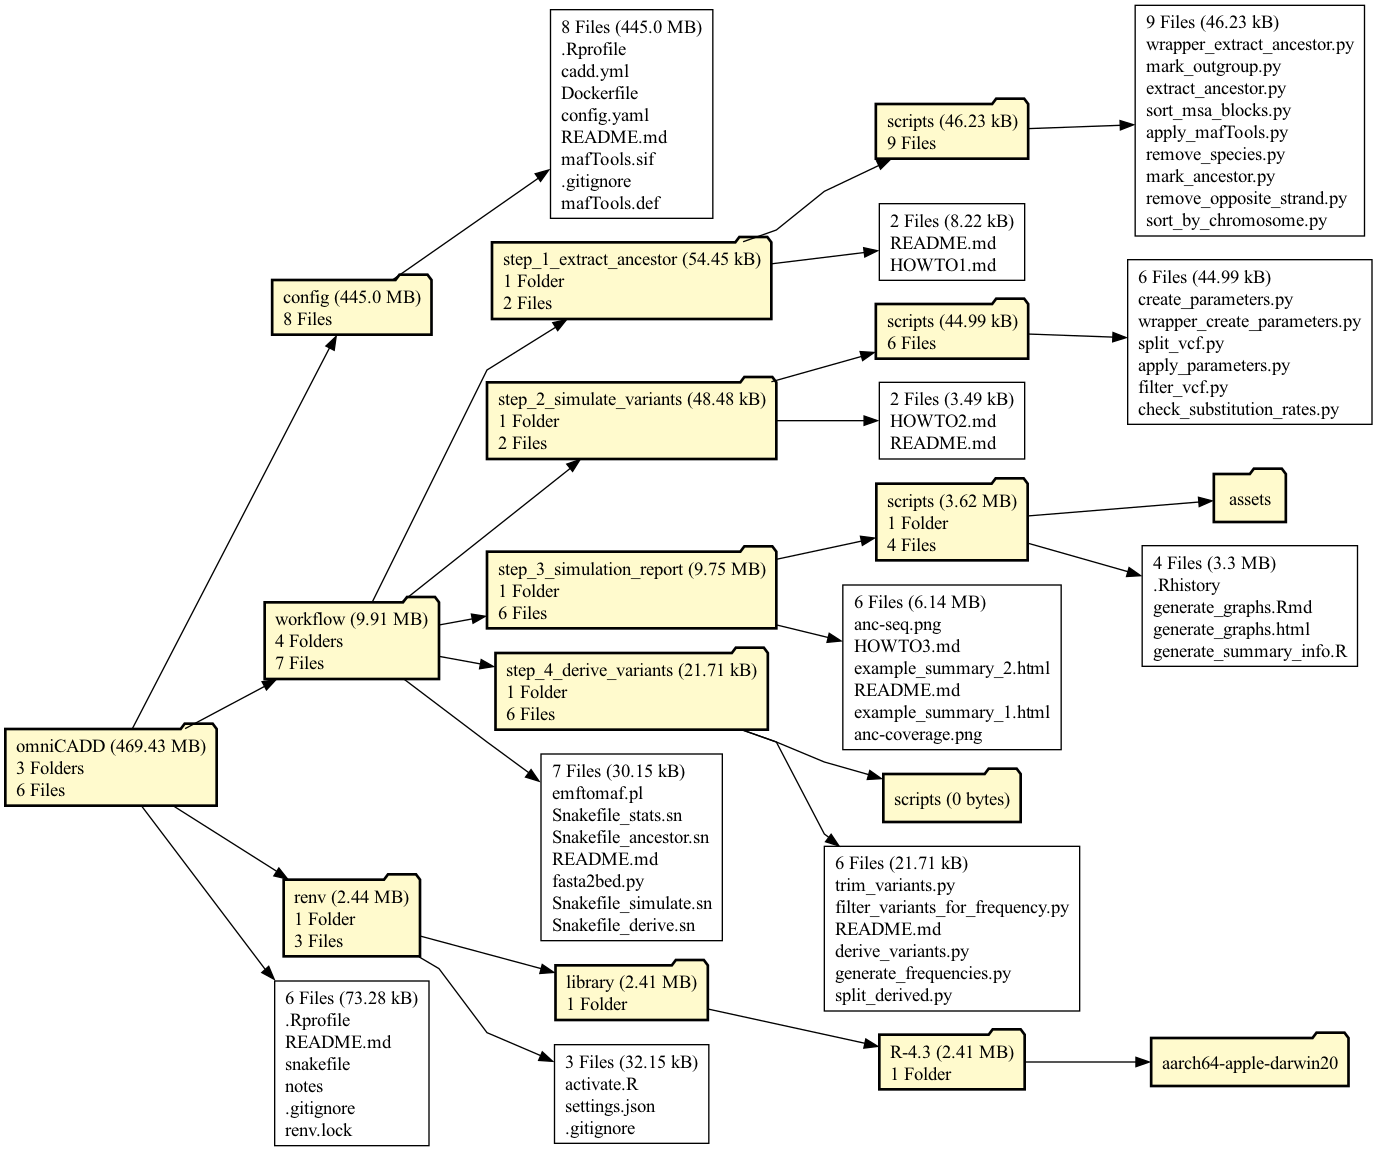 omniCADD (469.43 MB)
3 Folders
6 Files
config (445.0 MB)
8 Files
8 Files (445.0 MB)
.Rprofile
cadd.yml
Dockerfile
config.yaml
README.md
mafTools.sif
.gitignore
mafTools.def
workflow (9.91 MB)
4 Folders
7 Files
step_1_extract_ancestor (54.45 kB)
1 Folder
2 Files
scripts (46.23 kB)
9 Files
9 Files (46.23 kB)
wrapper_extract_ancestor.py
mark_outgroup.py
extract_ancestor.py
sort_msa_blocks.py
apply_mafTools.py
remove_species.py
mark_ancestor.py
remove_opposite_strand.py
sort_by_chromosome.py
2 Files (8.22 kB)
README.md
HOWTO1.md
step_2_simulate_variants (48.48 kB)
1 Folder
2 Files
scripts (44.99 kB)
6 Files
6 Files (44.99 kB)
create_parameters.py
wrapper_create_parameters.py
split_vcf.py
apply_parameters.py
filter_vcf.py
check_substitution_rates.py
2 Files (3.49 kB)
HOWTO2.md
README.md
step_3_simulation_report (9.75 MB)
1 Folder
6 Files
scripts (3.62 MB)
1 Folder
4 Files
assets
4 Files (3.3 MB)
.Rhistory
generate_graphs.Rmd
generate_graphs.html
generate_summary_info.R
6 Files (6.14 MB)
anc-seq.png
HOWTO3.md
example_summary_2.html
README.md
example_summary_1.html
anc-coverage.png
step_4_derive_variants (21.71 kB)
1 Folder
6 Files
scripts (0 bytes)
6 Files (21.71 kB)
trim_variants.py
filter_variants_for_frequency.py
README.md
derive_variants.py
generate_frequencies.py
split_derived.py
7 Files (30.15 kB)
emftomaf.pl
Snakefile_stats.sn
Snakefile_ancestor.sn
README.md
fasta2bed.py
Snakefile_simulate.sn
Snakefile_derive.sn
renv (2.44 MB)
1 Folder
3 Files
library (2.41 MB)
1 Folder
R-4.3 (2.41 MB)
1 Folder
aarch64-apple-darwin20
3 Files (32.15 kB)
activate.R
settings.json
.gitignore
6 Files (73.28 kB)
.Rprofile
README.md
snakefile
notes
.gitignore
renv.lock